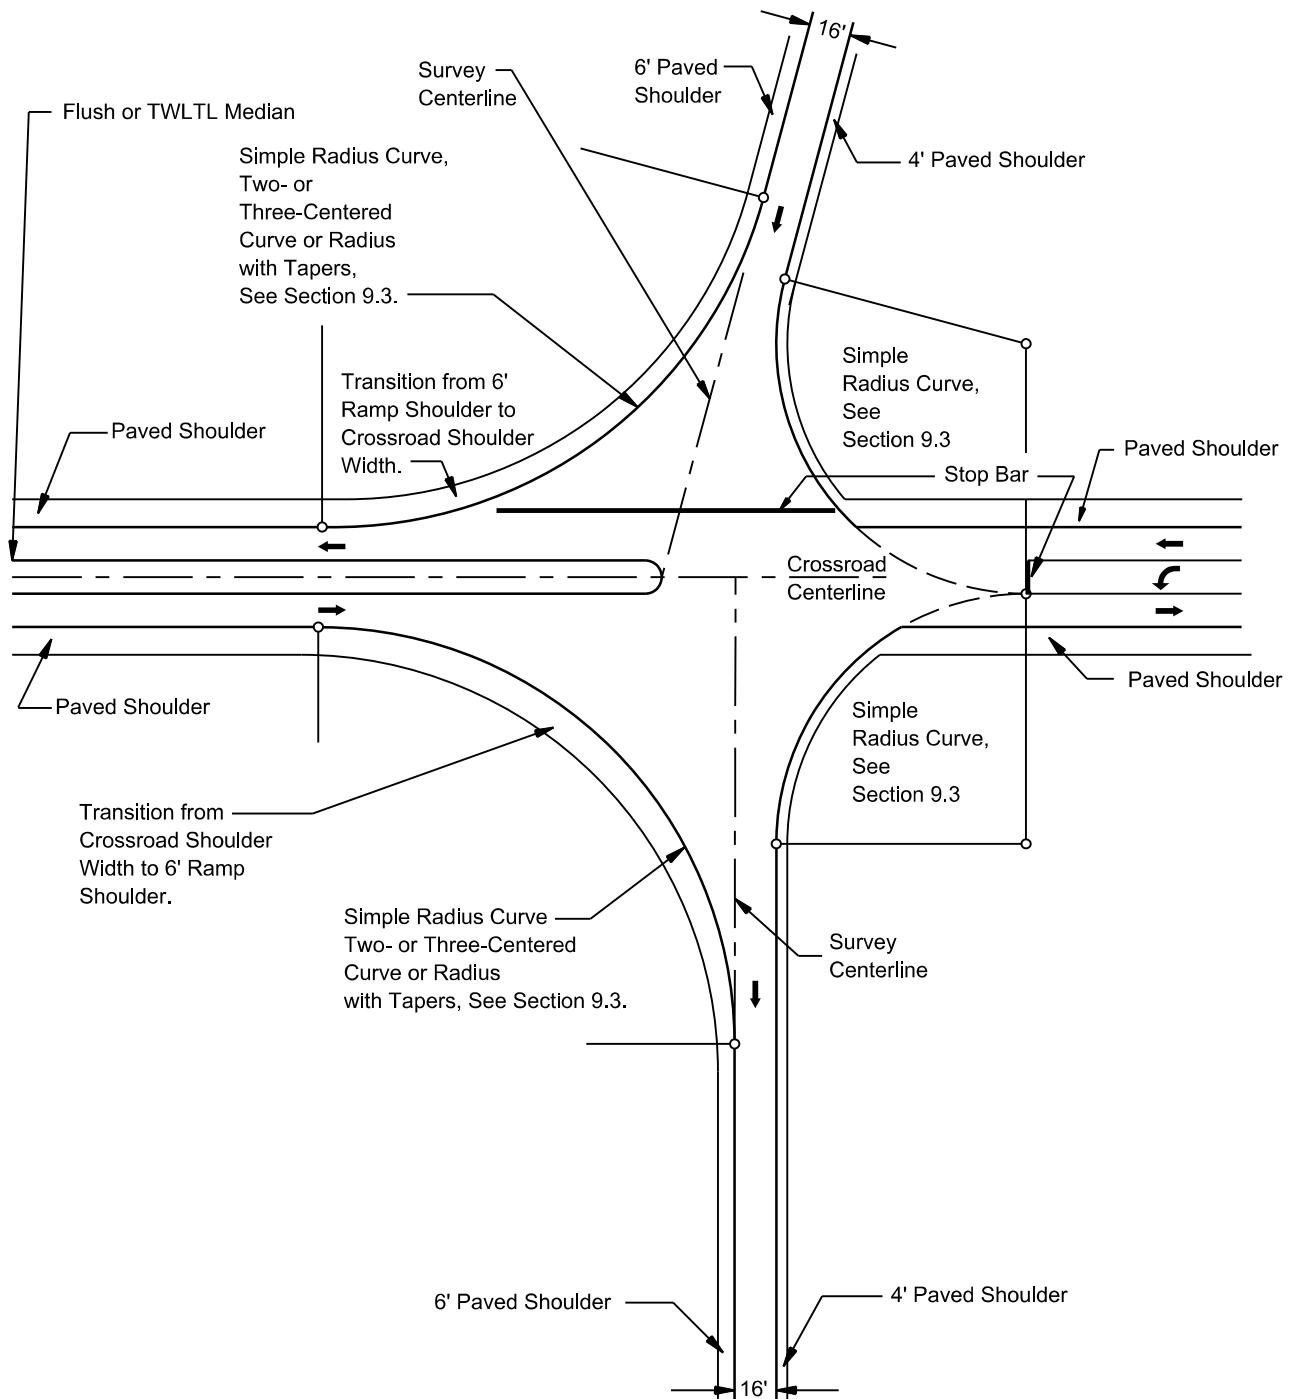 16'
Survey
Centerline
6' Paved
Shoulder
Flush or TWLTL Median
Simple Radius Curve,
Two- or
Three-Centered
Curve or Radius
with Tapers,
See Section 9.3.
4' Paved Shoulder
Simple
Radius Curve,
See
Section 9.3
Transition from 6'
Ramp Shoulder to
Crossroad Shoulder
Width.
Paved Shoulder
Paved Shoulder
Stop Bar
Crossroad
Centerline
Paved Shoulder
Paved Shoulder
Simple
Radius Curve,
See
Section 9.3
Transition from
Crossroad Shoulder
Width to 6' Ramp
Shoulder.
Simple Radius Curve
Two- or Three-Centered
Curve or Radius
with Tapers, See Section 9.3.
Survey
Centerline
6' Paved Shoulder
4' Paved Shoulder
16'